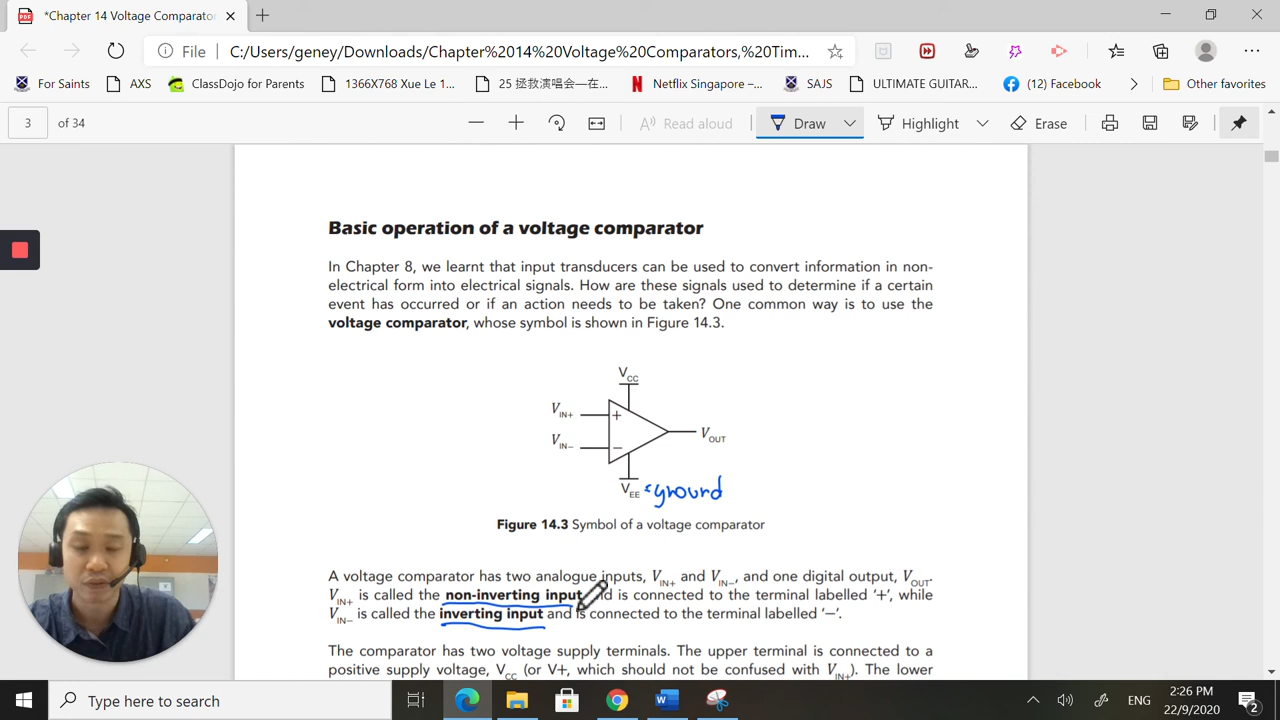 *Chapter 14 Voltage Comparator
File C:/Users/geney/Downloads/Chapter%2014%20Voltage%20Comparators,%20Tim...
For Saints AXS ClassDojo for Parents 1366X768 Xue Le 1... 25 拯救演唱会—在... Netflix Singapore –... SAJS ULTIMATE GUITAR... (12) Facebook Other favorites
3 of 34 Read aloud Draw Highlight Erase
Basic operation of a voltage comparator
In Chapter 8, we learnt that input transducers can be used to convert information in non-
electrical form into electrical signals. How are these signals used to determine if a certain
event has occurred or if an action needs to be taken? One common way is to use the
voltage comparator, whose symbol is shown in Figure 14.3.
VCC
VIN+ +
VIN– –
VOUT
VEE ground
Figure 14.3 Symbol of a voltage comparator
A voltage comparator has two analogue inputs, VIN+ and VIN–, and one digital output, VOUT.
VIN+ is called the non-inverting input is connected to the terminal labelled ‘+’, while
VIN– is called the inverting input and is connected to the terminal labelled ‘–’.
The comparator has two voltage supply terminals. The upper terminal is connected to a
positive supply voltage, VCC (or V+, which should not be confused with VIN+). The lower
Type here to search
ENG
2:26 PM
22/9/2020
2